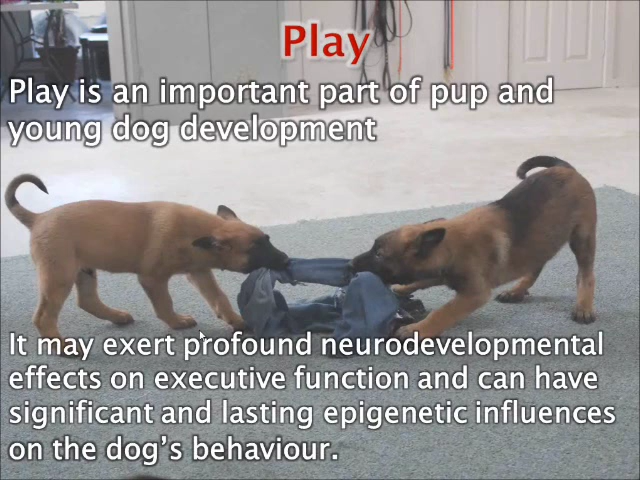 Play
Play is an important part of pup and
young dog development
It may exert profound neurodevelopmental
effects on executive function and can have
significant and lasting epigenetic influences
on the dog's behaviour.